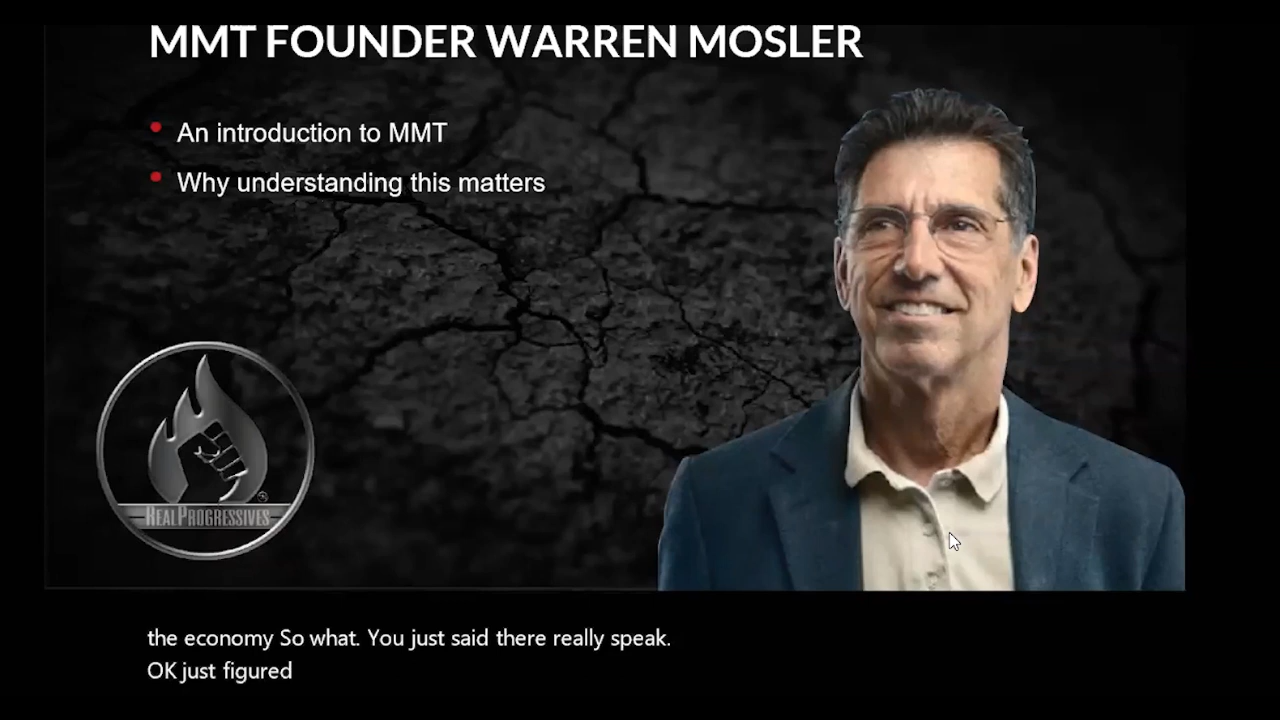 MMT FOUNDER WARREN MOSLER
An introduction to MMT
Why understanding this matters
REALPROGRESSIVES
®
the economy So what. You just said there really speak.
OK just figured